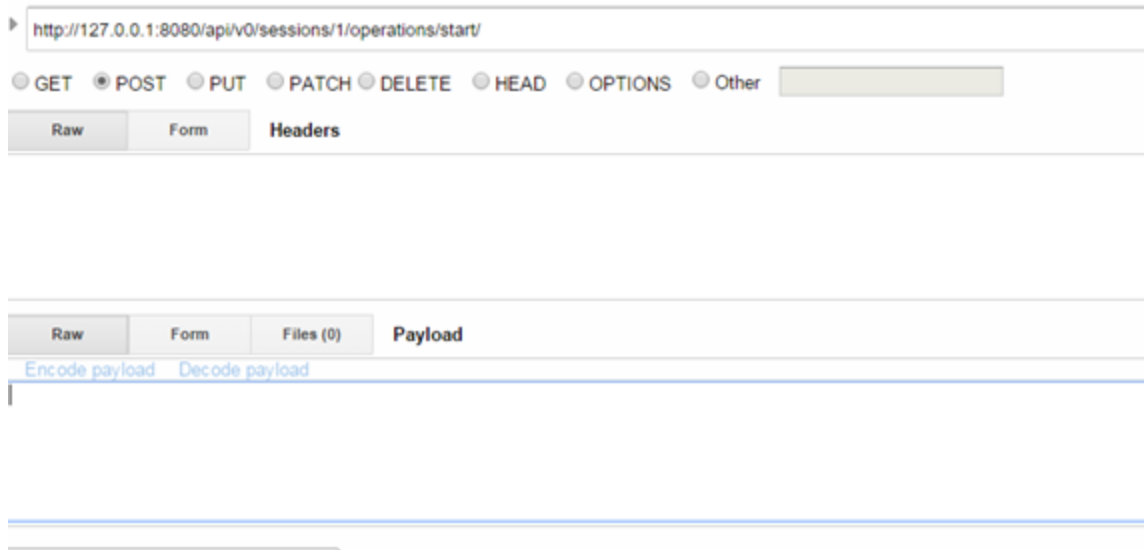 http://127.0.0.1:8080/api/v0/sessions/1/operations/start/
GET POST PUT PATCH DELETE HEAD OPTIONS Other
Raw Form Headers
Raw Form Files (0) Payload
Encode payload Decode payload